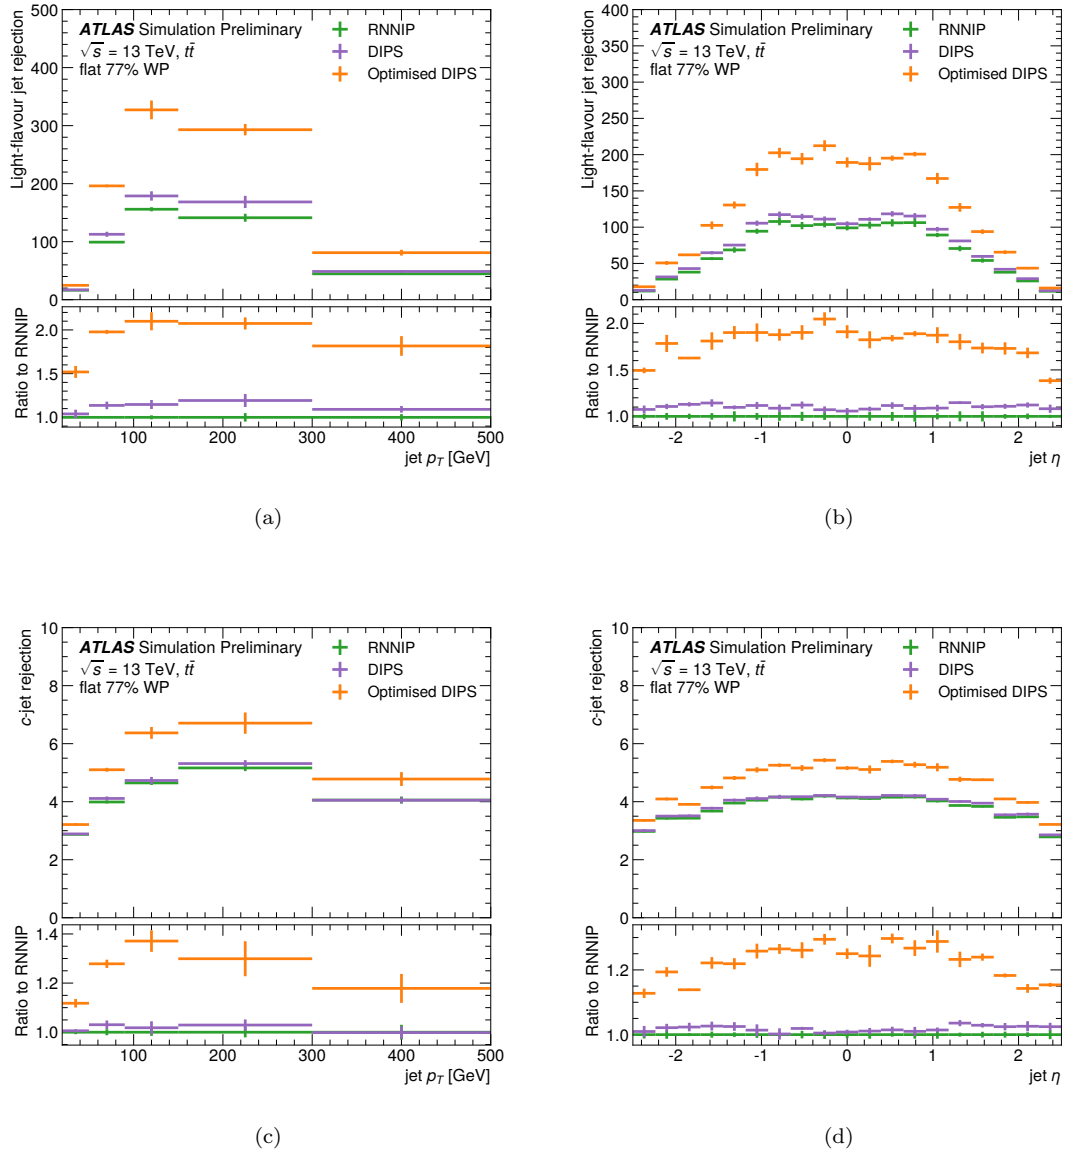 ATLAS Simulation Preliminary
√s = 13 TeV, tt̄
flat 77% WP
RNNIP
DIPS
Optimised DIPS
Light-flavour jet rejection
500
400
300
200
100
0
Ratio to RNNIP
2.0
1.5
1.0
100 200 300 400 500
jet pT [GeV]
(a)
ATLAS Simulation Preliminary
√s = 13 TeV, tt̄
flat 77% WP
RNNIP
DIPS
Optimised DIPS
Light-flavour jet rejection
400
350
300
250
200
150
100
50
0
Ratio to RNNIP
2.0
1.5
1.0
-2 -1 0 1 2
jet η
(b)
ATLAS Simulation Preliminary
√s = 13 TeV, tt̄
flat 77% WP
RNNIP
DIPS
Optimised DIPS
c-jet rejection
10
8
6
4
2
0
Ratio to RNNIP
1.4
1.2
1.0
100 200 300 400 500
jet pT [GeV]
(c)
ATLAS Simulation Preliminary
√s = 13 TeV, tt̄
flat 77% WP
RNNIP
DIPS
Optimised DIPS
c-jet rejection
10
8
6
4
2
0
Ratio to RNNIP
1.2
1.0
-2 -1 0 1 2
jet η
(d)